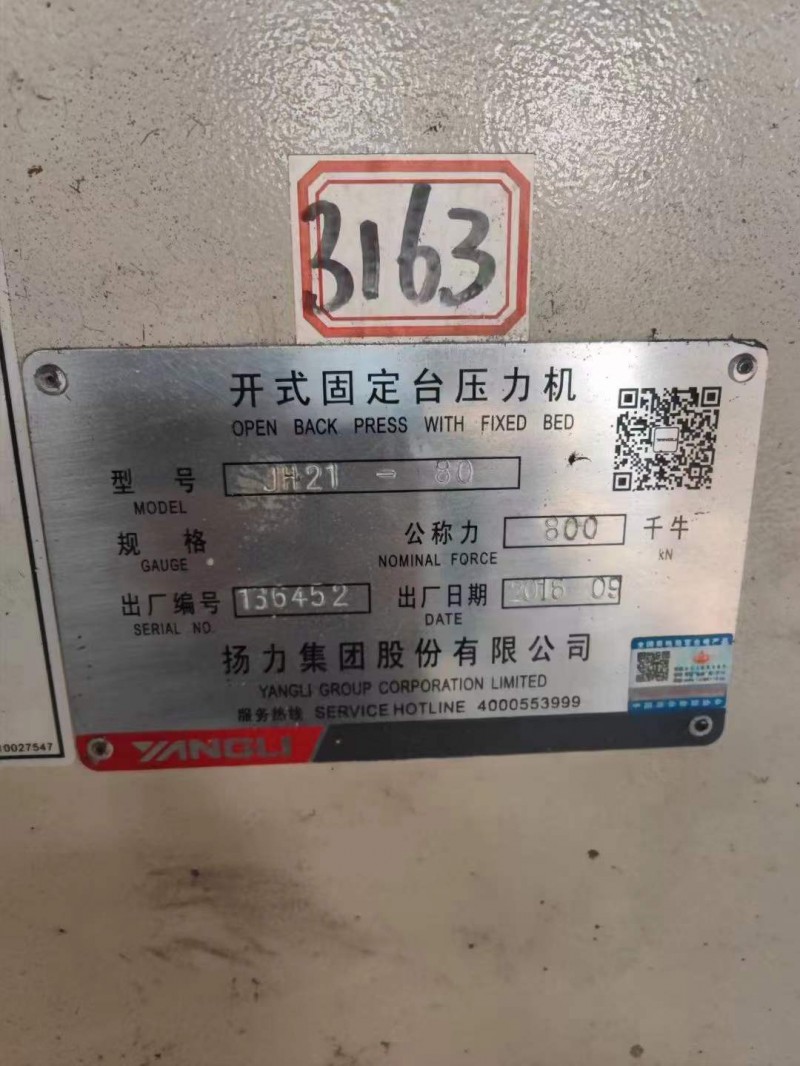 3163
开式固定台压力机
OPEN BACK PRESS WITH FIXED BED
型号 JH21 - 80
MODEL
规格 公称力 800 千牛
GAUGE NOMINAL FORCE kN
出厂编号 136452 出厂日期 2016 09
SERIAL NO. DATE
扬力集团股份有限公司
YANGLI GROUP CORPORATION LIMITED
服务热线 SERVICE HOTLINE 4000553999
YANGLI
10027547